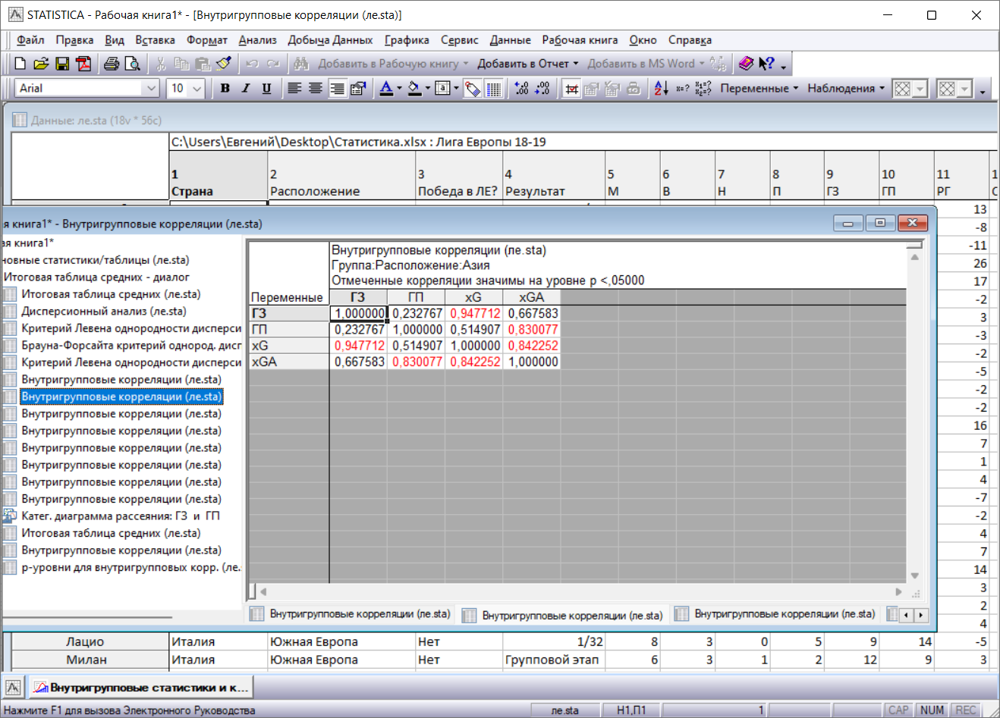 STATISTICA - Рабочая книга1* - [Внутригрупповые корреляции (ле.sta)]
Файл Правка Вид Вставка Формат Анализ Добыча Данных Графика Сервис Данные Рабочая книга Окно Справка
Добавить в Рабочую книгу Добавить в Отчет Добавить в MS Word
Arial 10 B I U Переменные Наблюдения
Данные: ле.sta (18v * 56c)
C:\Users\Евгений\Desktop\Статистика.xlsx : Лига Европы 18-19
1 2 3 4 5 6 7 8 9 10 11 1
Страна Расположение Победа в ЛЕ? Результат М В Н П ГЗ ГП РГ
13
-8
-11
26
17
-2
3
-3
-2
-5
-2
-2
16
7
1
4
-7
-2
4
7
14
3
2
4
я книга1* - Внутригрупповые корреляции (ле.sta)
ая книга1*
новные статистики/таблицы (ле.sta)
Итоговая таблица средних - диалог
Итоговая таблица средних (ле.sta)
Дисперсионный анализ (ле.sta)
Критерий Левена однородности дисперси
Брауна-Форсайта критерий однород. дисп
Критерий Левена однородности дисперси
Внутригрупповые корреляции (ле.sta)
Внутригрупповые корреляции (ле.sta)
Внутригрупповые корреляции (ле.sta)
Внутригрупповые корреляции (ле.sta)
Внутригрупповые корреляции (ле.sta)
Внутригрупповые корреляции (ле.sta)
Внутригрупповые корреляции (ле.sta)
Внутригрупповые корреляции (ле.sta)
Катег. диаграмма рассеяния: ГЗ и ГП
Итоговая таблица средних (ле.sta)
Внутригрупповые корреляции (ле.sta)
p-уровни для внутригрупповых корр. (ле.
Внутригрупповые корреляции (ле.sta)
Группа:Расположение:Азия
Отмеченные корреляции значимы на уровне p <,05000
Переменные ГЗ ГП xG xGA
ГЗ 1,000000 0,232767 0,947712 0,667583
ГП 0,232767 1,000000 0,514907 0,830077
xG 0,947712 0,514907 1,000000 0,842252
xGA 0,667583 0,830077 0,842252 1,000000
Внутригрупповые корреляции (ле.sta) Внутригрупповые корреляции (ле.sta) Внутригрупповые корреляции (ле.sta)
Лацио Италия Южная Европа Нет 1/32 8 3 0 5 9 14 -5
Милан Италия Южная Европа Нет Групповой этап 6 3 1 2 12 9 3
Внутригрупповые статистики и к...
Нажмите F1 для вызова Электронного Руководства ле.sta Н1,П1 1 CAP NUM REC